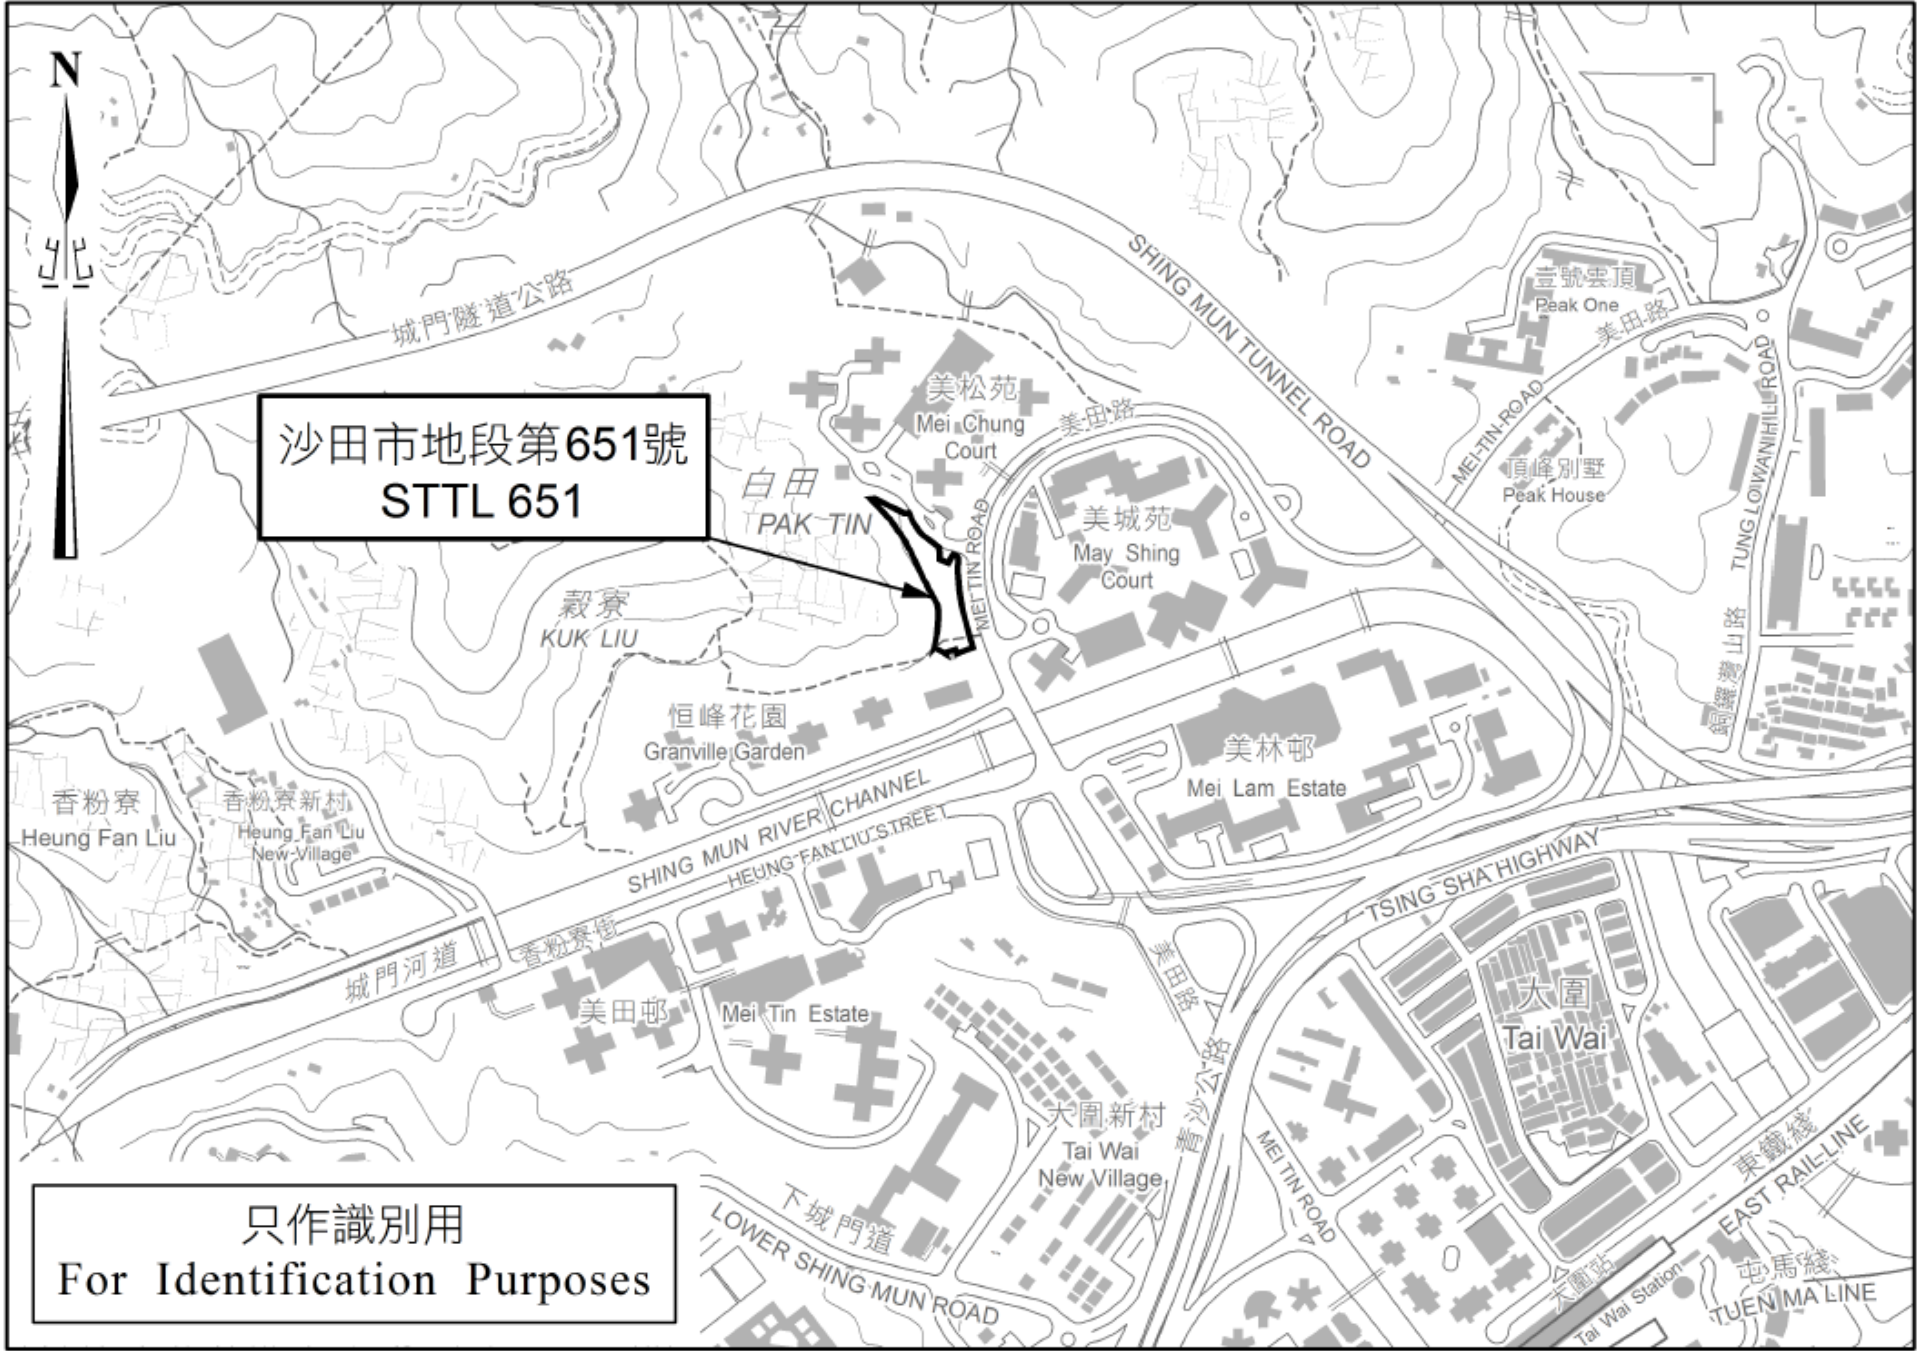 N
城門隧道公路
SHING MUN TUNNEL ROAD
壹號雲頂
Peak One
美田路
MEI-TIN-ROAD
TUNG LO WAN HILL ROAD
銅鑼灣山路
頂峰別墅
Peak House
美松苑
Mei Chung
Court
美田路
沙田市地段第651號
STTL 651
白田
PAK TIN
MEI TIN ROAD
美城苑
May Shing
Court
穀寮
KUK LIU
恒峰花園
Granville Garden
美林邨
Mei Lam Estate
香粉寮
Heung Fan Liu
香粉寮新村
Heung Fan Liu
New Village
SHING MUN RIVER CHANNEL
HEUNG FAN LIU STREET
TSING SHA HIGHWAY
城門河道
香粉寮街
美田邨
Mei Tin Estate
美田路
大圍
Tai Wai
青沙公路
大圍新村
Tai Wai
New Village
MEI TIN ROAD
東鐵綫
EAST RAIL LINE
下城門道
LOWER SHING MUN ROAD
大圍站
Tai Wai Station
屯馬綫
TUEN MA LINE
只作識別用
For Identification Purposes